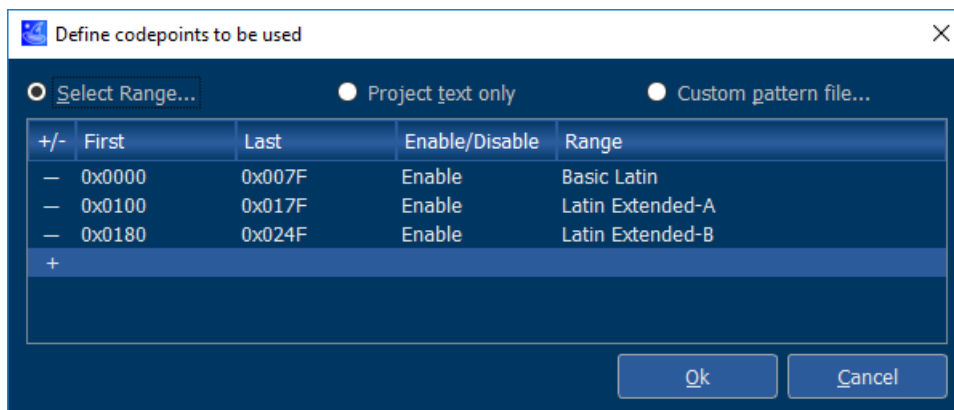 Define codepoints to be used
Select Range... Project text only Custom pattern file...
+/- First Last Enable/Disable Range
— 0x0000 0x007F Enable Basic Latin
— 0x0100 0x017F Enable Latin Extended-A
— 0x0180 0x024F Enable Latin Extended-B
+
Ok Cancel